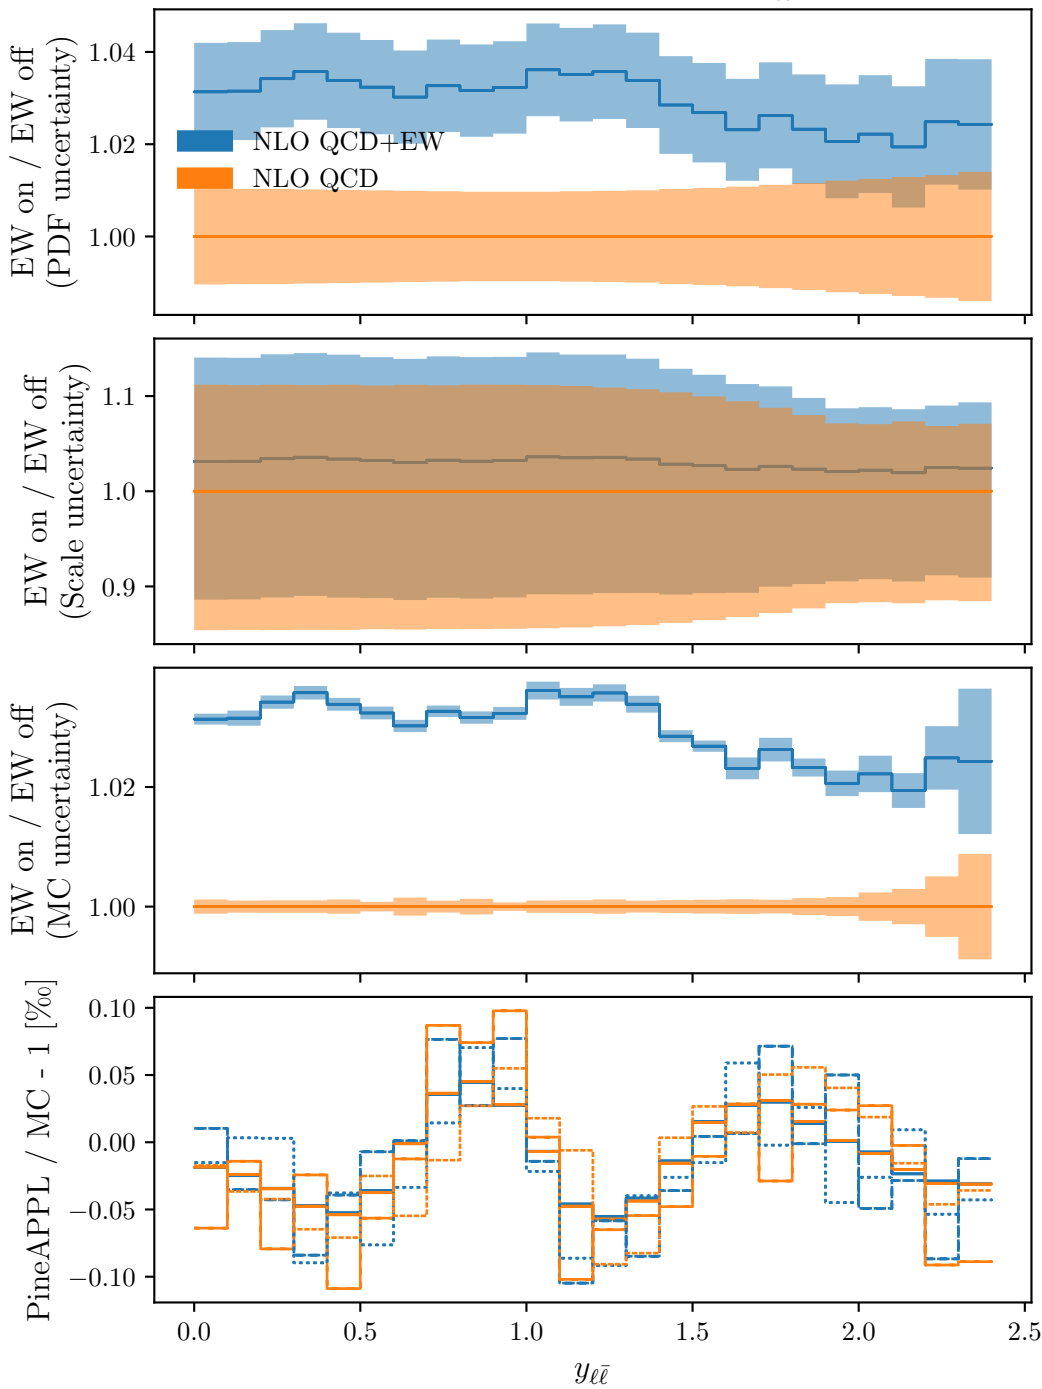 EW on / EW off
(PDF uncertainty)
1.04
1.02
1.00
NLO QCD+EW
NLO QCD
EW on / EW off
(Scale uncertainty)
1.1
1.0
0.9
EW on / EW off
(MC uncertainty)
1.02
1.00
PineAPPL / MC - 1 [‰]
0.10
0.05
0.00
−0.05
−0.10
0.0 0.5 1.0 1.5 2.0 2.5
yℓℓ̄